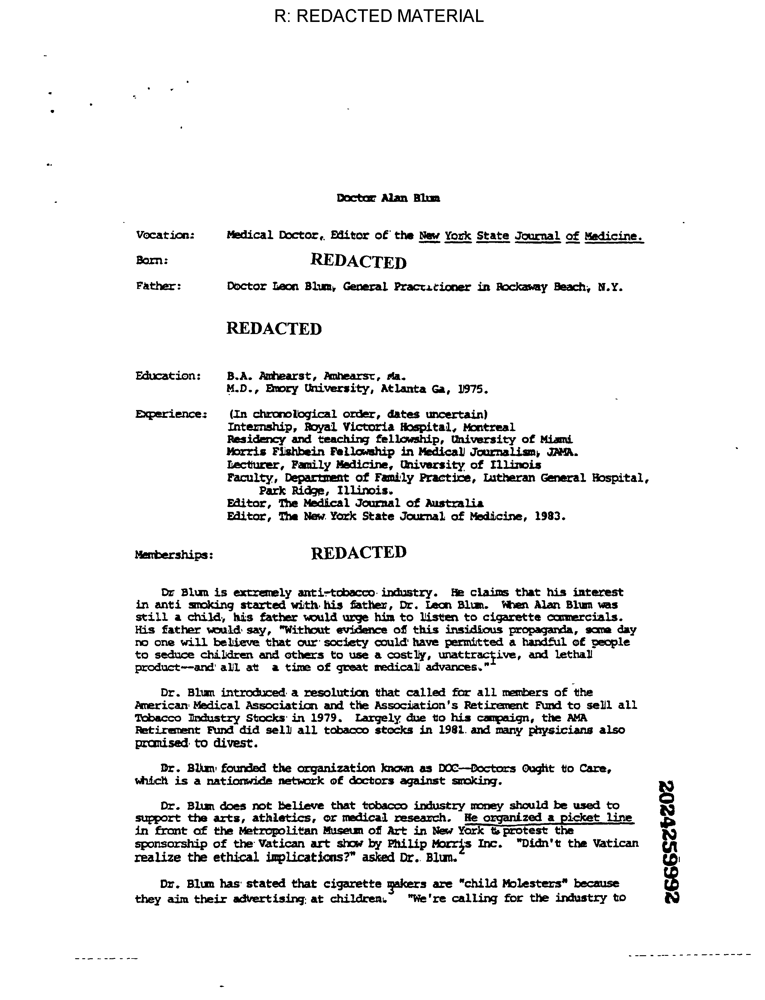 R: REDACTED MATERIAL
Doctor Alan Blum
Vocation: Medical Doctor, Editor of the New York State Journal of Medicine.
Born: REDACTED
Father: Doctor Leon Blum, General Practitioner in Rockaway Beach, N.Y.
REDACTED
Education: B.A. Amhearst, Amhearst, Ma.
M.D., Emory University, Atlanta Ga, 1975.
Experience: (In chronological order, dates uncertain)
Internship, Royal Victoria Hospital, Montreal
Residency and teaching fellowship, University of Miami
Morris Fishbein Fellowship in Medical Journalism, JAMA.
Lecturer, Family Medicine, University of Illinois
Faculty, Department of Family Practice, Lutheran General Hospital,
Park Ridge, Illinois.
Editor, The Medical Journal of Australia
Editor, The New York State Journal of Medicine, 1983.
Memberships: REDACTED
Dr Blum is extremely anti-tobacco industry. He claims that his interest
in anti smoking started with his father, Dr. Leon Blum. When Alan Blum was
still a child, his father would urge him to listen to cigarette commercials.
His father would say, "Without evidence of this insidious propaganda, some day
no one will believe that our society could have permitted a handful of people
to seduce children and others to use a costly, unattractive, and lethal
product--and all at a time of great medical advances."1
Dr. Blum introduced a resolution that called for all members of the
American Medical Association and the Association's Retirement Fund to sell all
Tobacco Industry Stocks in 1979. Largely due to his campaign, the AMA
Retirement Fund did sell all tobacco stocks in 1981 and many physicians also
promised to divest.
Dr. Blum founded the organization known as DOC--Doctors Ought to Care,
which is a nationwide network of doctors against smoking.
Dr. Blum does not believe that tobacco industry money should be used to
support the arts, athletics, or medical research. He organized a picket line
in front of the Metropolitan Museum of Art in New York to protest the
sponsorship of the Vatican art show by Philip Morris Inc. "Didn't the Vatican
realize the ethical implications?" asked Dr. Blum.2
Dr. Blum has stated that cigarette makers are "child Molesters" because
they aim their advertising at children.3 "We're calling for the industry to
2024259992